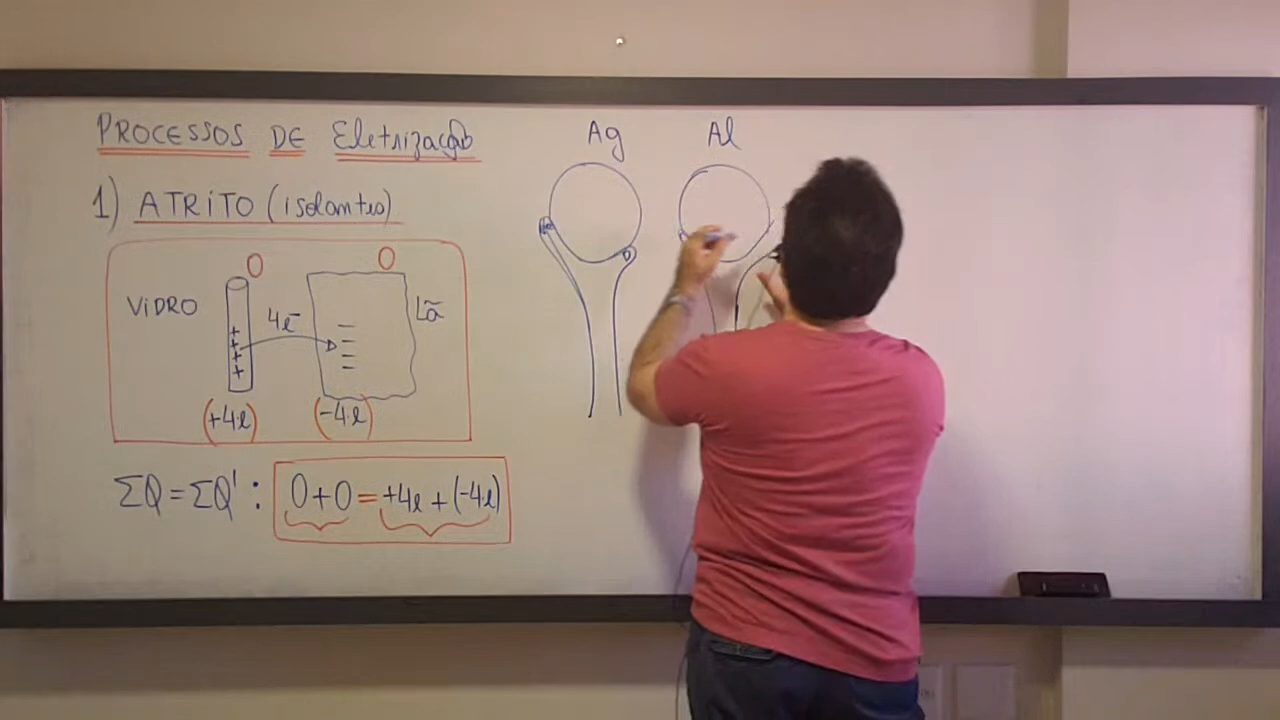 PROCESSOS DE Eletrização
1) ATRITO (isolantes)
0 0
VIDRO
4e⁻
Lã
+
+
+
+
–
–
–
–
(+4e) (-4e)
ΣQ = ΣQ' : 0+0 = +4e + (-4e)
Ag Al